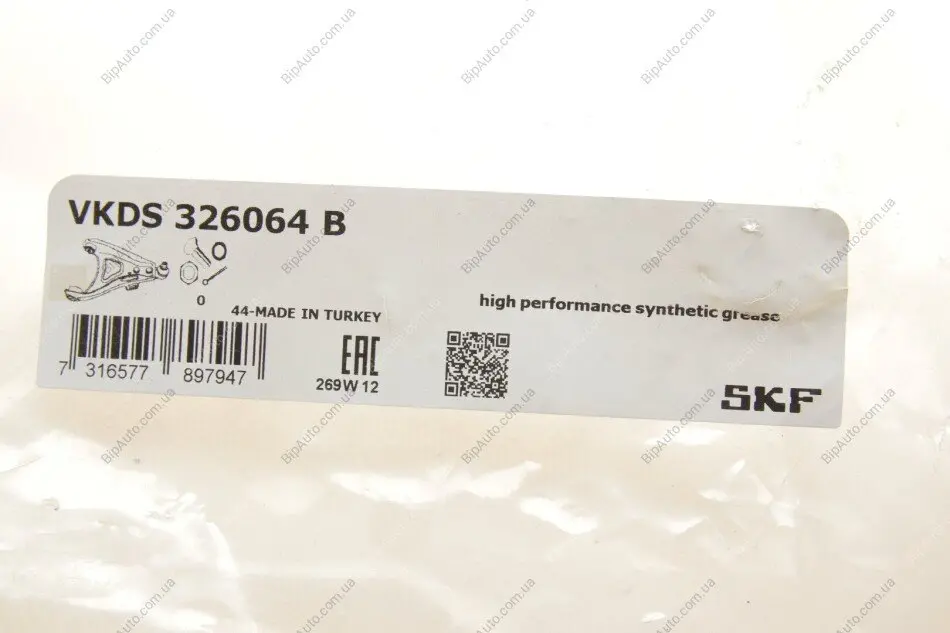 VKDS 326064 B
0
44-MADE IN TURKEY
high performance synthetic grease
7 316577 897947
EAC
269W 12
SKF
BipAuto.com.ua